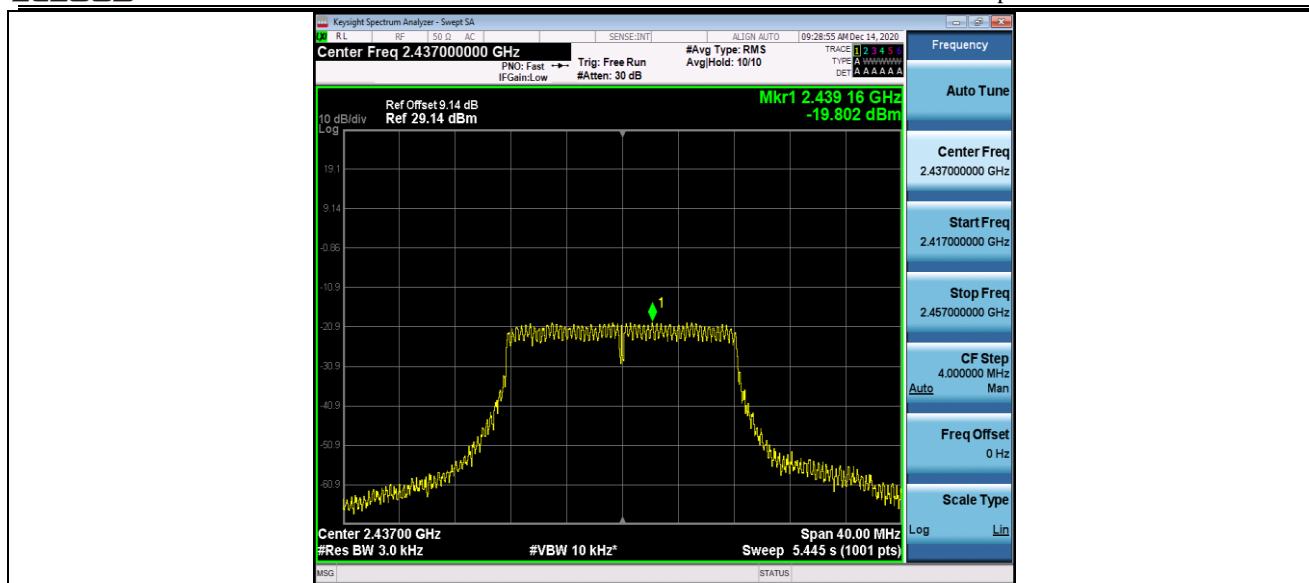 Keysight Spectrum Analyzer - Swept SA
LXI RL RF 50 Ω AC SENSE:INT ALIGN AUTO 09:28:55 AM Dec 14, 2020
Center Freq 2.437000000 GHz
PNO: Fast
IFGain:Low
Trig: Free Run
#Atten: 30 dB
#Avg Type: RMS
Avg|Hold: 10/10
TRACE 1 2 3 4 5 6
TYPE A WWWWW
DET A A A A A A
Frequency
Ref Offset 9.14 dB
10 dB/div Ref 29.14 dBm
Log
Mkr1 2.439 16 GHz
-19.802 dBm
19.1
9.14
-0.86
-10.9
-20.9
-30.9
-40.9
-50.9
-60.9
1
Center 2.43700 GHz
Span 40.00 MHz
#Res BW 3.0 kHz
#VBW 10 kHz*
Sweep 5.445 s (1001 pts)
MSG
STATUS
Auto Tune
Center Freq
2.437000000 GHz
Start Freq
2.417000000 GHz
Stop Freq
2.457000000 GHz
CF Step
4.000000 MHz
Auto Man
Freq Offset
0 Hz
Scale Type
Log Lin